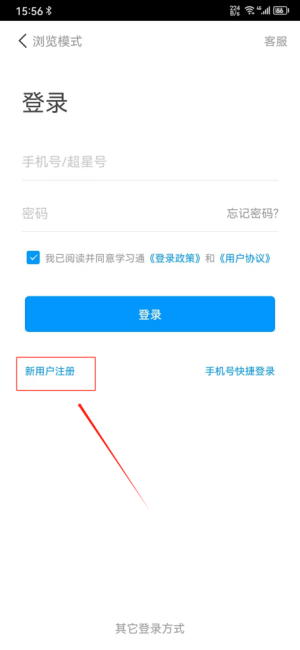 15:56 224 B/s 4G 86
浏览模式 客服
登录
手机号/超星号
密码 忘记密码?
我已阅读并同意学习通《登录政策》和《用户协议》
登录
新用户注册 手机号快捷登录
其它登录方式